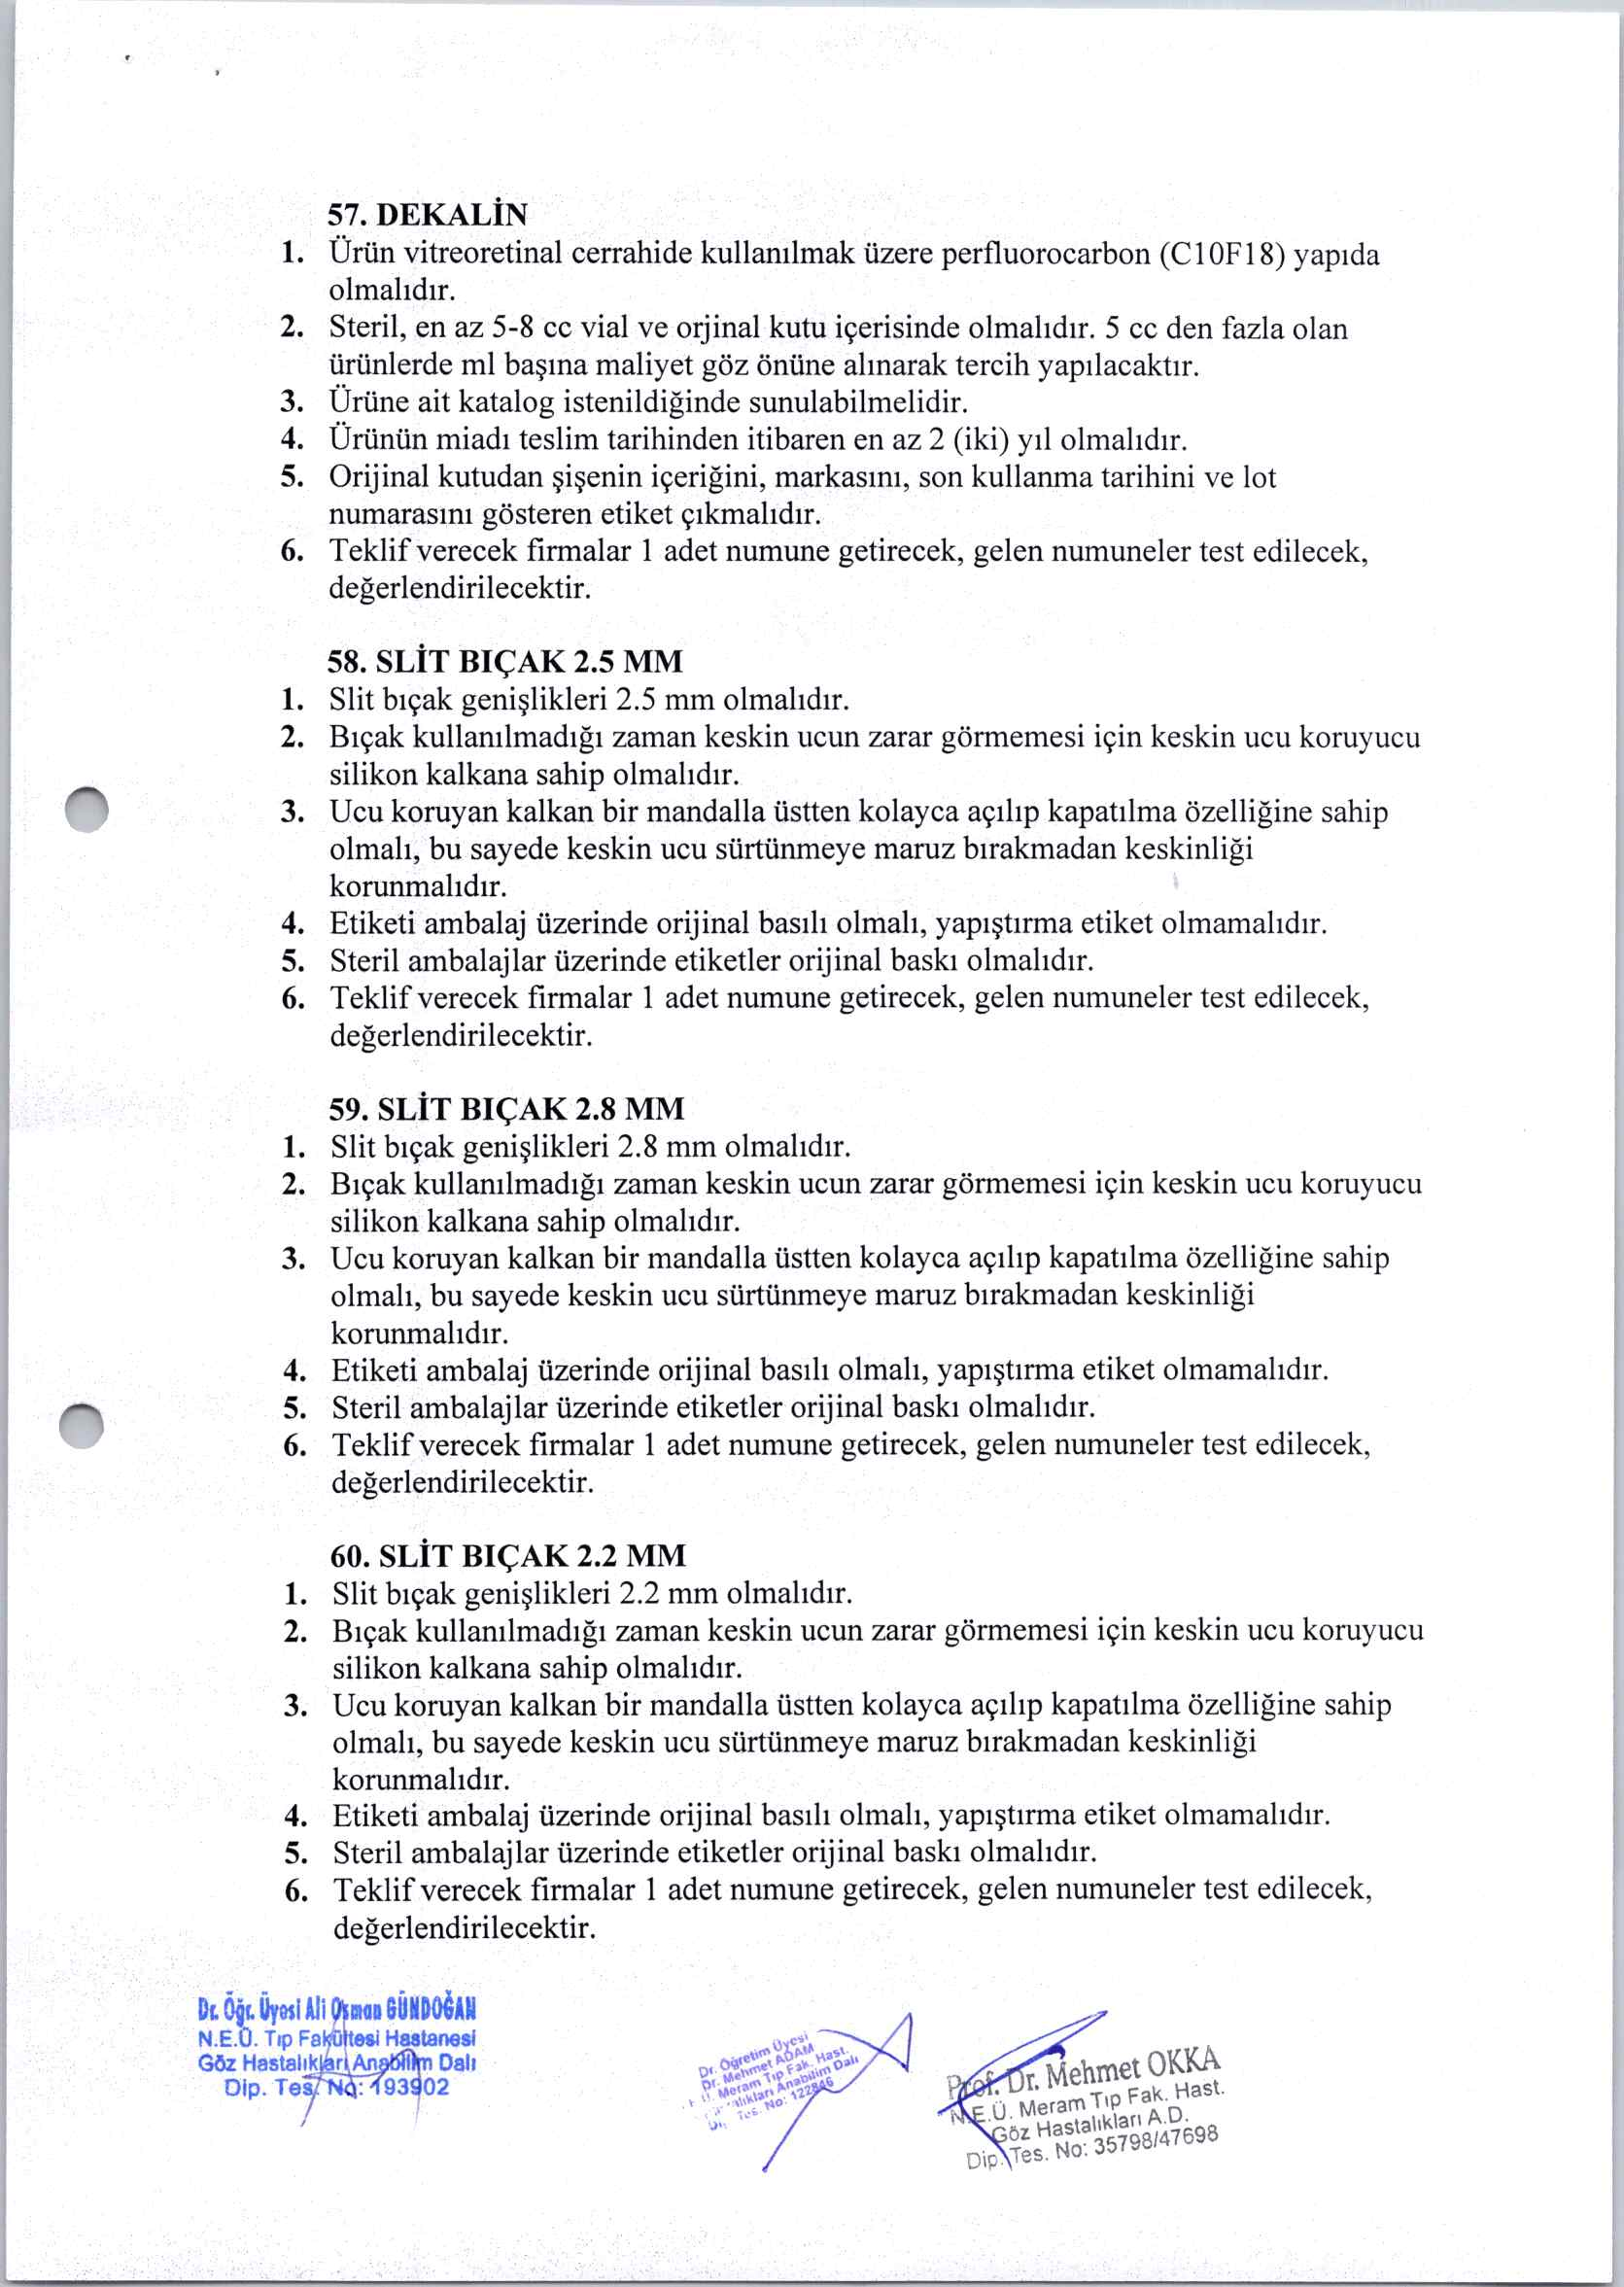 57. DEKALİN
1. Ürün vitreoretinal cerrahide kullanılmak üzere perfluorocarbon (C10F18) yapıda
olmalıdır.
2. Steril, en az 5-8 cc vial ve orjinal kutu içerisinde olmalıdır. 5 cc den fazla olan
ürünlerde ml başına maliyet göz önüne alınarak tercih yapılacaktır.
3. Ürüne ait katalog istenildiğinde sunulabilmelidir.
4. Ürünün miadı teslim tarihinden itibaren en az 2 (iki) yıl olmalıdır.
5. Orijinal kutudan şişenin içeriğini, markasını, son kullanma tarihini ve lot
numarasını gösteren etiket çıkmalıdır.
6. Teklif verecek firmalar 1 adet numune getirecek, gelen numuneler test edilecek,
değerlendirilecektir.
58. SLİT BIÇAK 2.5 MM
1. Slit bıçak genişlikleri 2.5 mm olmalıdır.
2. Bıçak kullanılmadığı zaman keskin ucun zarar görmemesi için keskin ucu koruyucu
silikon kalkana sahip olmalıdır.
3. Ucu koruyan kalkan bir mandalla üstten kolayca açılıp kapatılma özelliğine sahip
olmalı, bu sayede keskin ucu sürtünmeye maruz bırakmadan keskinliği
korunmalıdır.
4. Etiketi ambalaj üzerinde orijinal basılı olmalı, yapıştırma etiket olmamalıdır.
5. Steril ambalajlar üzerinde etiketler orijinal baskı olmalıdır.
6. Teklif verecek firmalar 1 adet numune getirecek, gelen numuneler test edilecek,
değerlendirilecektir.
59. SLİT BIÇAK 2.8 MM
1. Slit bıçak genişlikleri 2.8 mm olmalıdır.
2. Bıçak kullanılmadığı zaman keskin ucun zarar görmemesi için keskin ucu koruyucu
silikon kalkana sahip olmalıdır.
3. Ucu koruyan kalkan bir mandalla üstten kolayca açılıp kapatılma özelliğine sahip
olmalı, bu sayede keskin ucu sürtünmeye maruz bırakmadan keskinliği
korunmalıdır.
4. Etiketi ambalaj üzerinde orijinal basılı olmalı, yapıştırma etiket olmamalıdır.
5. Steril ambalajlar üzerinde etiketler orijinal baskı olmalıdır.
6. Teklif verecek firmalar 1 adet numune getirecek, gelen numuneler test edilecek,
değerlendirilecektir.
60. SLİT BIÇAK 2.2 MM
1. Slit bıçak genişlikleri 2.2 mm olmalıdır.
2. Bıçak kullanılmadığı zaman keskin ucun zarar görmemesi için keskin ucu koruyucu
silikon kalkana sahip olmalıdır.
3. Ucu koruyan kalkan bir mandalla üstten kolayca açılıp kapatılma özelliğine sahip
olmalı, bu sayede keskin ucu sürtünmeye maruz bırakmadan keskinliği
korunmalıdır.
4. Etiketi ambalaj üzerinde orijinal basılı olmalı, yapıştırma etiket olmamalıdır.
5. Steril ambalajlar üzerinde etiketler orijinal baskı olmalıdır.
6. Teklif verecek firmalar 1 adet numune getirecek, gelen numuneler test edilecek,
değerlendirilecektir.
Dr. Öğr. Üyesi Ali Osman GÜNDOĞAN
N.E.Ü. Tıp Fakültesi Hastanesi
Göz Hastalıkları Anabilim Dalı
Dip. Tes. No: 193902
Dr. Öğretim Üyesi
Dr. Mehmet ADAM
Meram Tıp Fak. Hast.
Anabilim Dalı
Tes. No: 122846
Prof. Dr. Mehmet OKKA
N.E.Ü. Meram Tıp Fak. Hast.
Göz Hastalıkları A.D.
Dip. Tes. No: 35798/47698